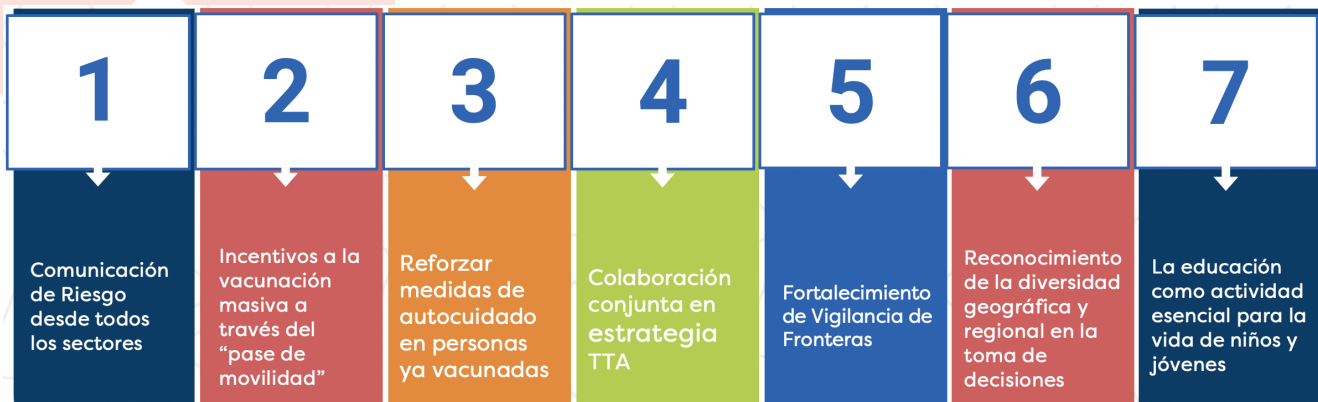 1
Comunicación
de Riesgo
desde todos
los sectores
2
Incentivos a la
vacunación
masiva a
través del
“pase de
movilidad”
3
Reforzar
medidas de
autocuidado
en personas
ya vacunadas
4
Colaboración
conjunta en
estrategia
TTA
5
Fortalecimiento
de Vigilancia de
Fronteras
6
Reconocimiento
de la diversidad
geográfica y
regional en la
toma de
decisiones
7
La educación
como actividad
esencial para la
vida de niños y
jóvenes